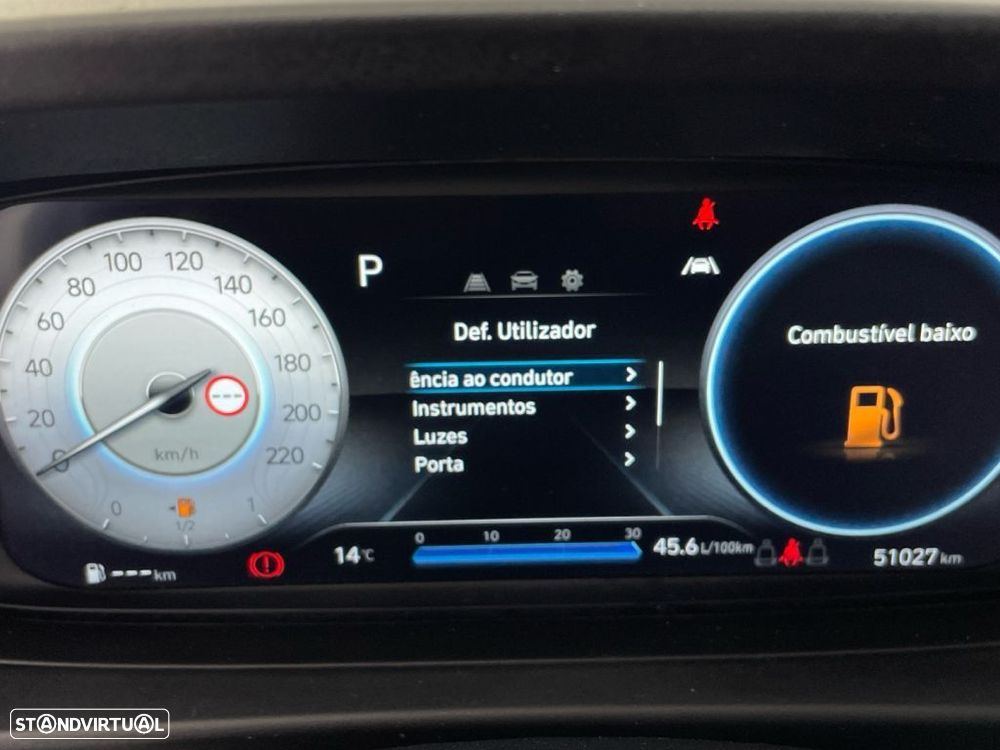 100 120
80 140
60 160
40 180
20 200
0 220
km/h
0 1
1/2
---km
P
Def. Utilizador
ência ao condutor
Instrumentos
Luzes
Porta
14°C
0 10 20 30
45.6 L/100km
Combustível baixo
51027 km
STANDVIRTUAL